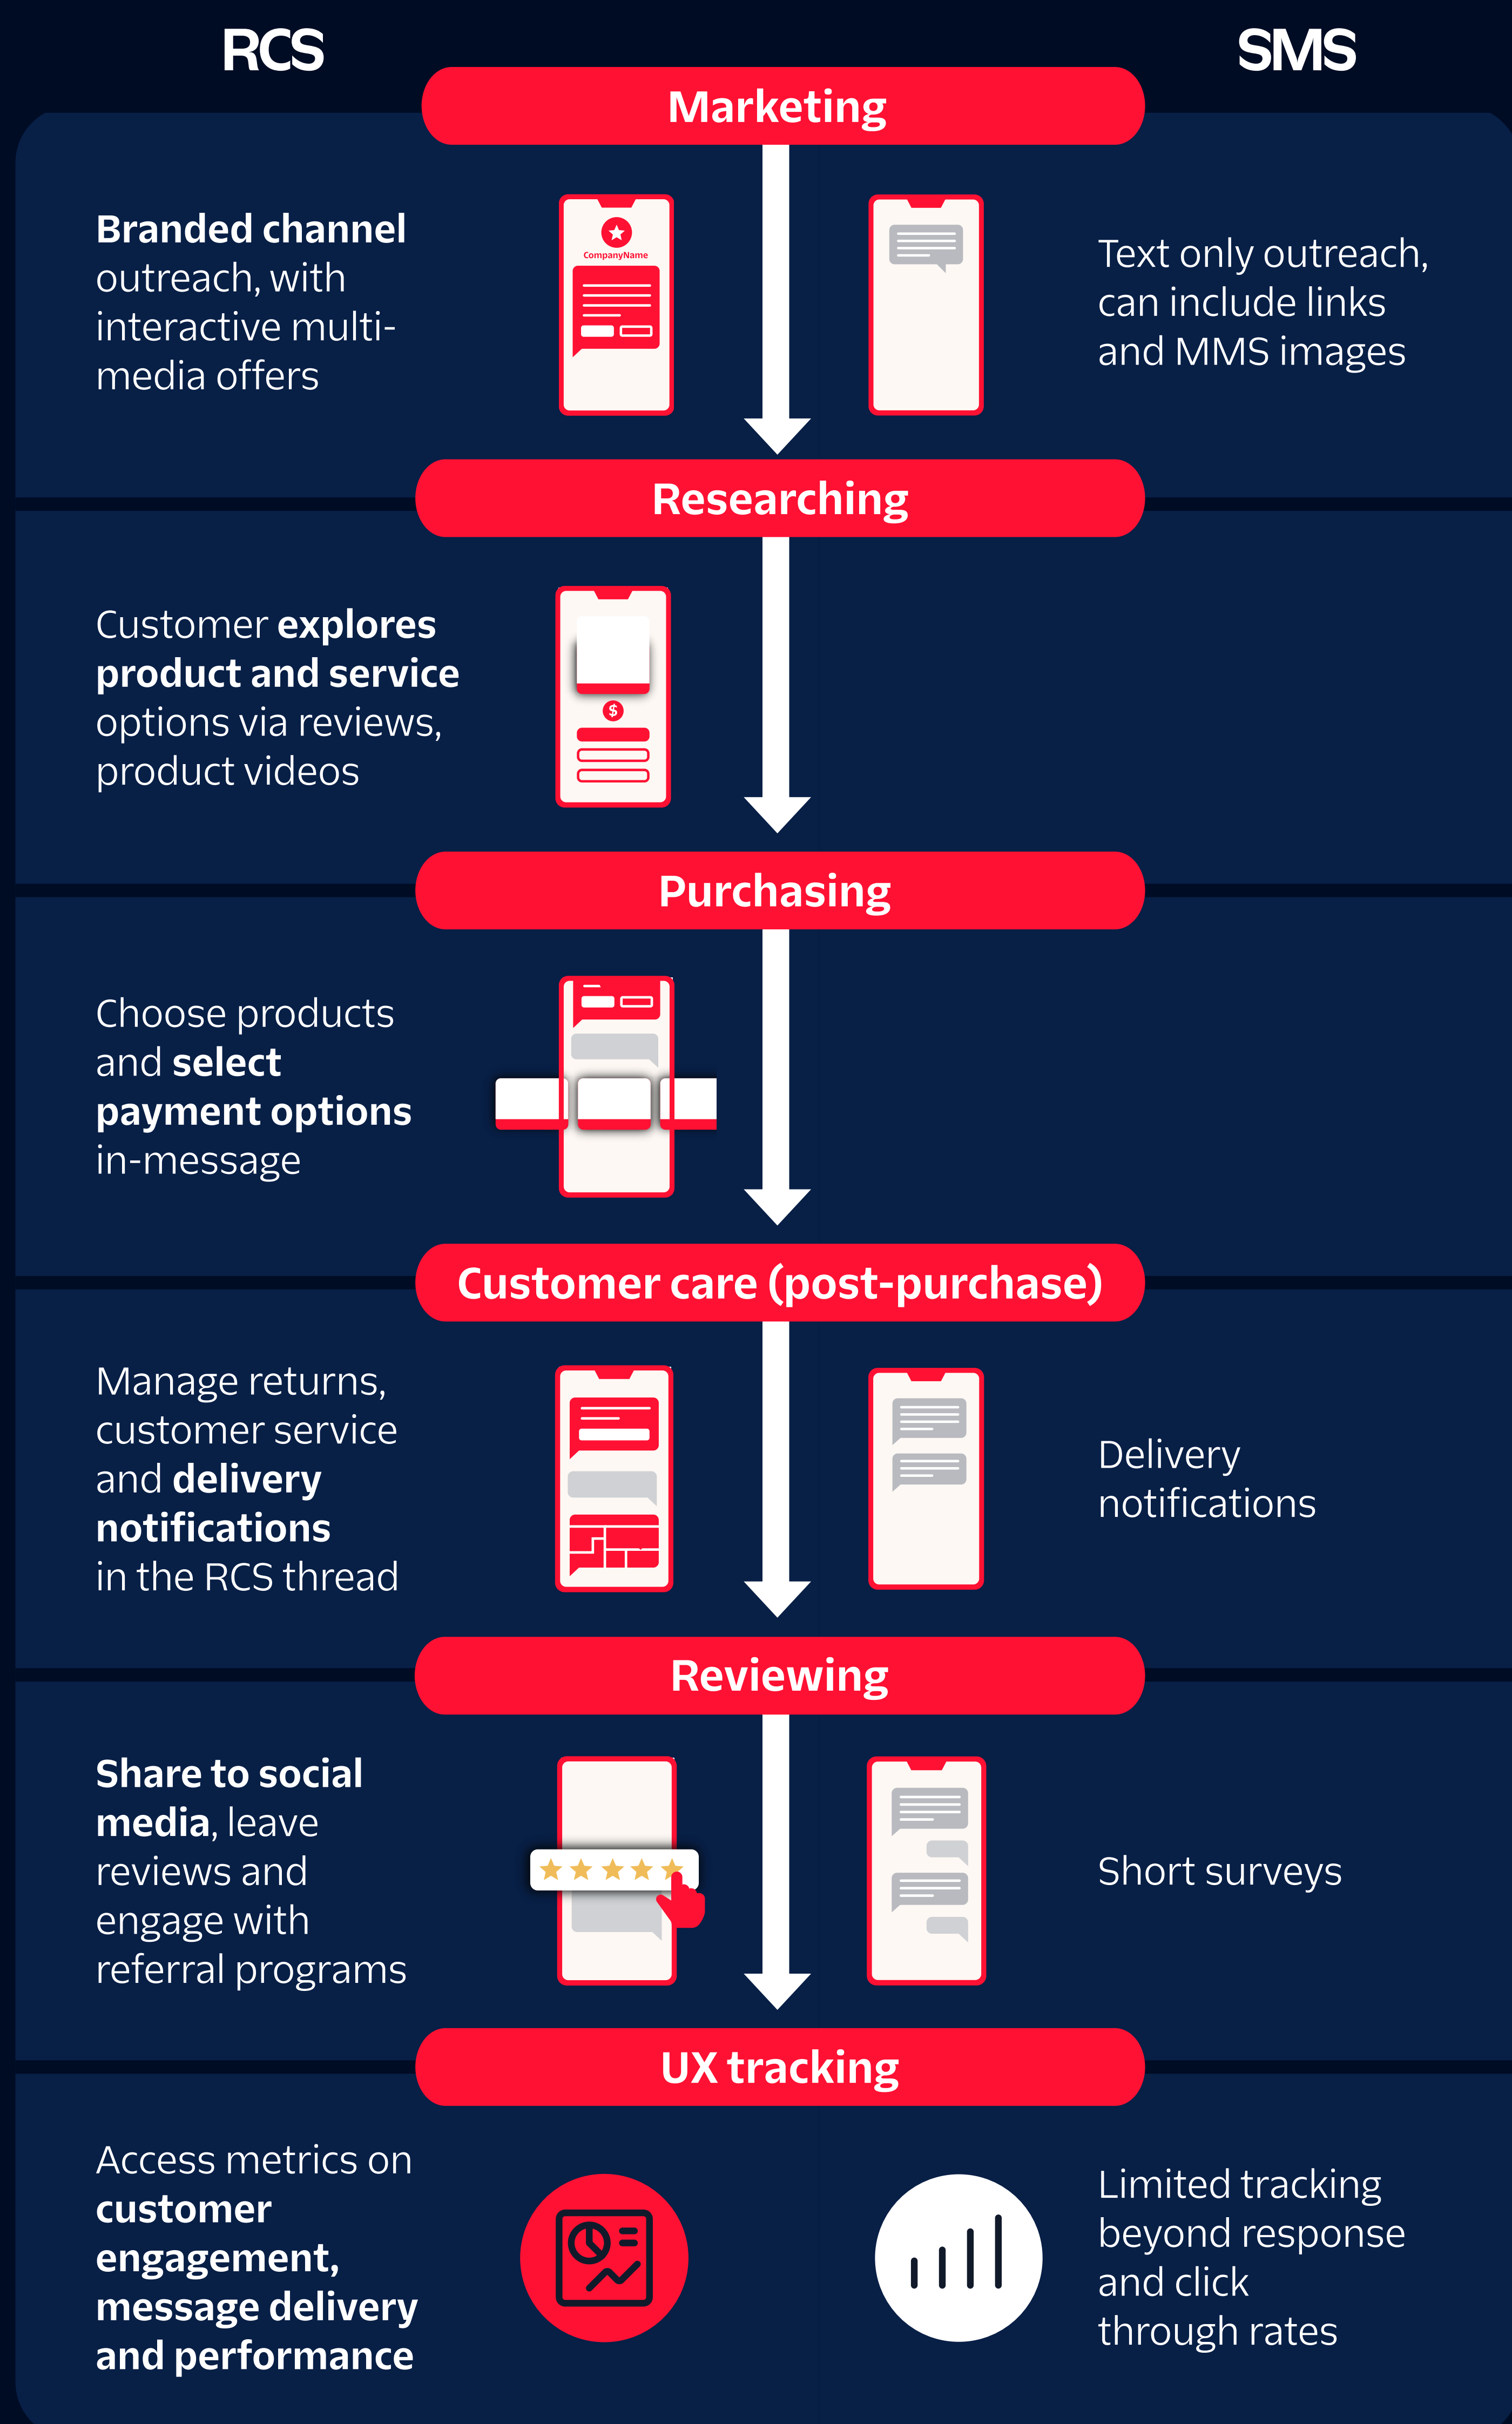 RCS
SMS
Marketing
Branded channel
outreach, with
interactive multi-
media offers
CompanyName
Text only outreach,
can include links
and MMS images
Researching
Customer explores
product and service
options via reviews,
product videos
$
Purchasing
Choose products
and select
payment options
in-message
Customer care (post-purchase)
Manage returns,
customer service
and delivery
notifications
in the RCS thread
Delivery
notifications
Reviewing
Share to social
media, leave
reviews and
engage with
referral programs
Short surveys
UX tracking
Access metrics on
customer
engagement,
message delivery
and performance
Limited tracking
beyond response
and click
through rates